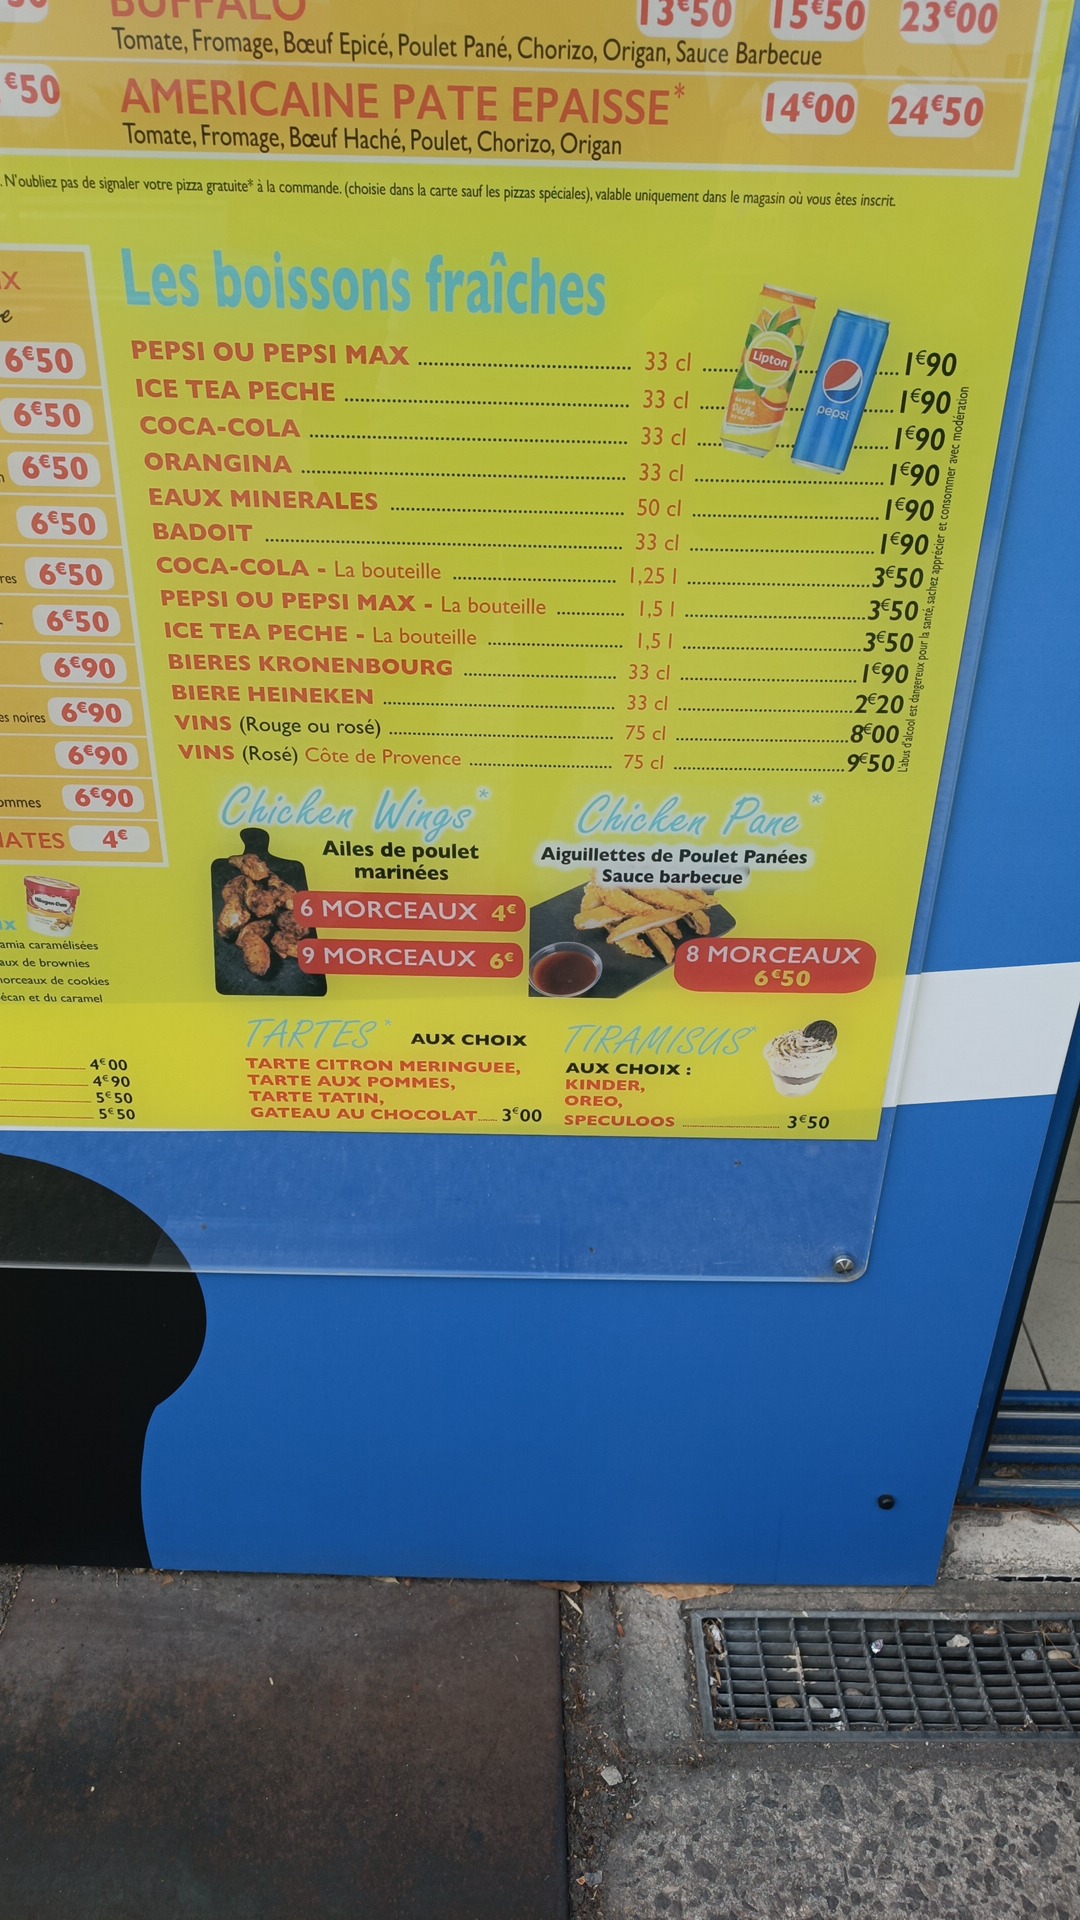 BUFFALO 13€50 15€50 23€00
Tomate, Fromage, Bœuf Epicé, Poulet Pané, Chorizo, Origan, Sauce Barbecue
€50 AMERICAINE PATE EPAISSE* 14€00 24€50
Tomate, Fromage, Bœuf Haché, Poulet, Chorizo, Origan
. N'oubliez pas de signaler votre pizza gratuite* à la commande. (choisie dans la carte sauf les pizzas spéciales), valable uniquement dans le magasin où vous êtes inscrit.
6€50
6€50
6€50
6€50
6€50
6€50
6€90
es noires 6€90
6€90
ommes 6€90
4€
Häagen-Dazs
amia caramélisées
aux de brownies
morceaux de cookies
écan et du caramel
4€00
4€90
5€50
5€50
Les boissons fraîches
Lipton
Pêche
pepsi
PEPSI OU PEPSI MAX 33 cl 1€90
ICE TEA PECHE 33 cl 1€90
COCA-COLA 33 cl 1€90
ORANGINA 33 cl 1€90
EAUX MINERALES 50 cl 1€90
BADOIT 33 cl 1€90
COCA-COLA - La bouteille 1,25 l 3€50
PEPSI OU PEPSI MAX - La bouteille 1,5 l 3€50
ICE TEA PECHE - La bouteille 1,5 l 3€50
BIERES KRONENBOURG 33 cl 1€90
BIERE HEINEKEN 33 cl 2€20
VINS (Rouge ou rosé) 75 cl 8€00
VINS (Rosé) Côte de Provence 75 cl 9€50
L'abus d'alcool est dangereux pour la santé, sachez apprécier et consommer avec modération
Chicken Wings*
Ailes de poulet
marinées
6 MORCEAUX 4€
9 MORCEAUX 6€
Chicken Pane*
Aiguillettes de Poulet Panées
Sauce barbecue
8 MORCEAUX
6€50
TARTES* AUX CHOIX
TARTE CITRON MERINGUEE,
TARTE AUX POMMES,
TARTE TATIN,
GATEAU AU CHOCOLAT 3€00
TIRAMISUS*
AUX CHOIX :
KINDER,
OREO,
SPECULOOS 3€50